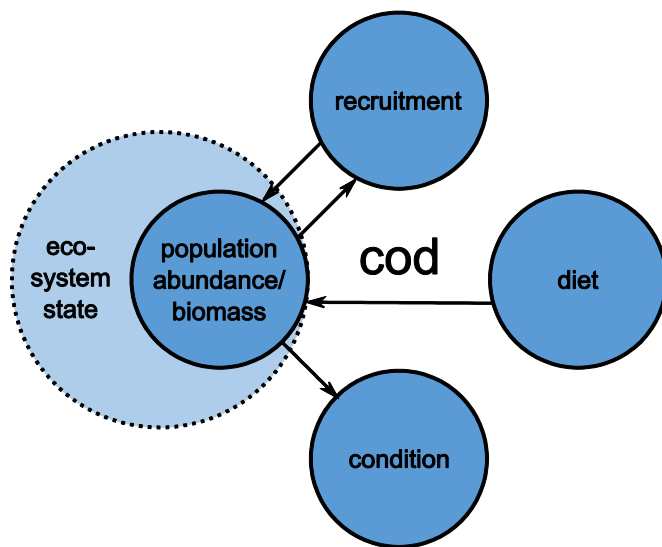 recruitment
eco-
system
state
population
abundance/
biomass
cod
diet
condition